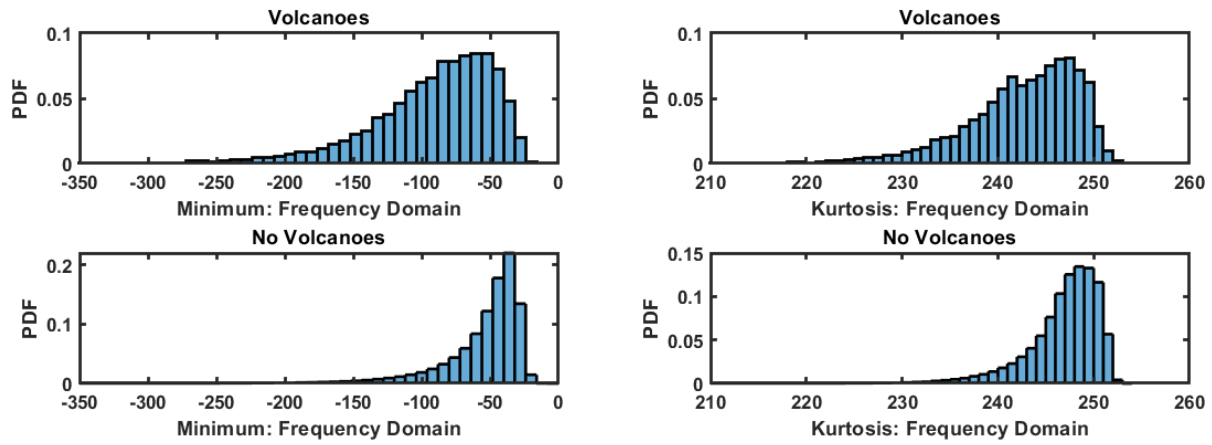 Volcanoes
0.1
0.05
0
PDF
-350 -300 -250 -200 -150 -100 -50 0
Minimum: Frequency Domain
Volcanoes
0.1
0.05
0
PDF
210 220 230 240 250 260
Kurtosis: Frequency Domain
No Volcanoes
0.2
0.1
0
PDF
-350 -300 -250 -200 -150 -100 -50 0
Minimum: Frequency Domain
No Volcanoes
0.15
0.1
0.05
0
PDF
210 220 230 240 250 260
Kurtosis: Frequency Domain